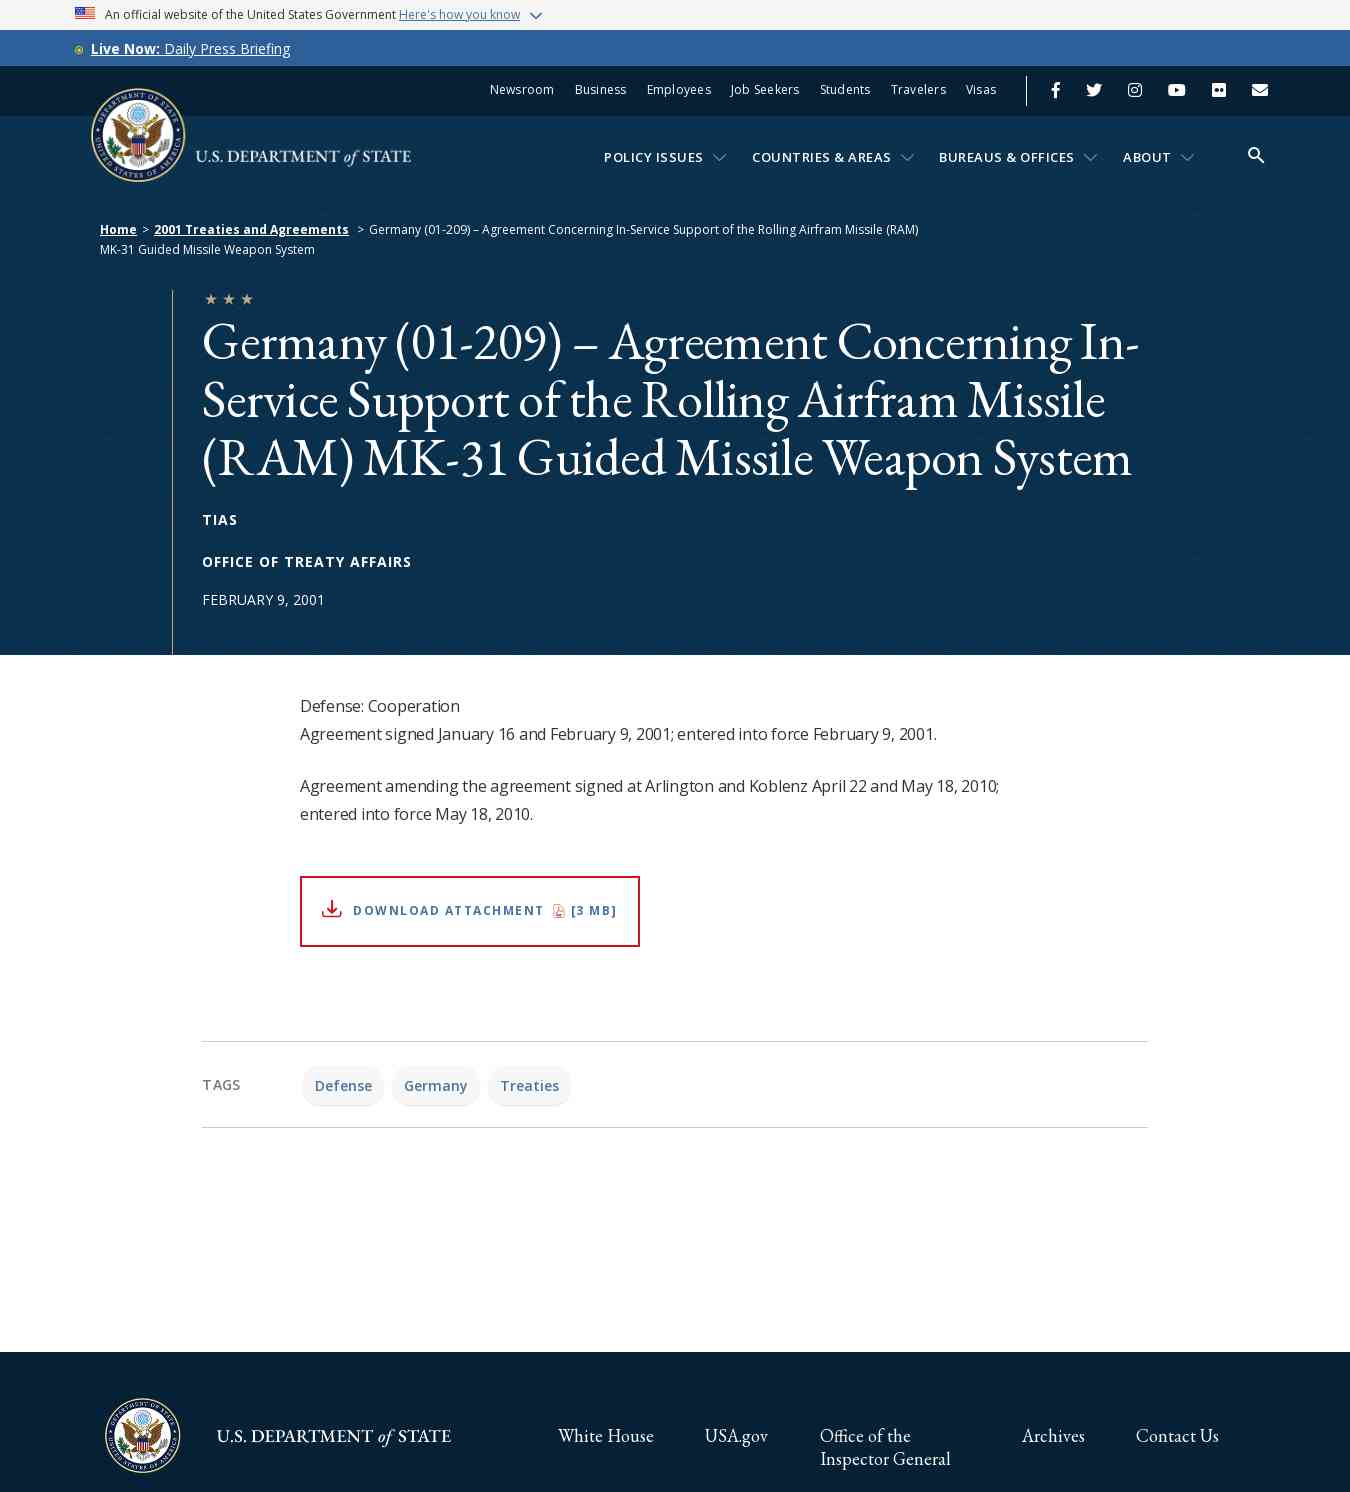 An official website of the United States Government Here's how you know
Live Now: Daily Press Briefing
Newsroom Business Employees Job Seekers Students Travelers Visas
U.S. DEPARTMENT of STATE
POLICY ISSUES COUNTRIES & AREAS BUREAUS & OFFICES ABOUT
Home > 2001 Treaties and Agreements > Germany (01-209) – Agreement Concerning In-Service Support of the Rolling Airfram Missile (RAM)
MK-31 Guided Missile Weapon System
Germany (01-209) – Agreement Concerning In-
Service Support of the Rolling Airfram Missile
(RAM) MK-31 Guided Missile Weapon System
TIAS
OFFICE OF TREATY AFFAIRS
FEBRUARY 9, 2001
Defense: Cooperation
Agreement signed January 16 and February 9, 2001; entered into force February 9, 2001.
Agreement amending the agreement signed at Arlington and Koblenz April 22 and May 18, 2010;
entered into force May 18, 2010.
DOWNLOAD ATTACHMENT [3 MB]
TAGS Defense Germany Treaties
U.S. DEPARTMENT of STATE
White House USA.gov Office of the Archives Contact Us
Inspector General